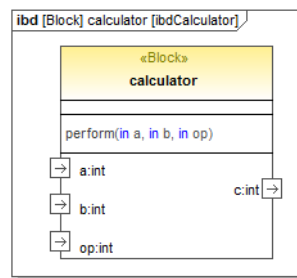 ibd [Block] calculator [ibdCalculator]
«Block»
calculator
perform(in a, in b, in op)
a:int
c:int
b:int
op:int